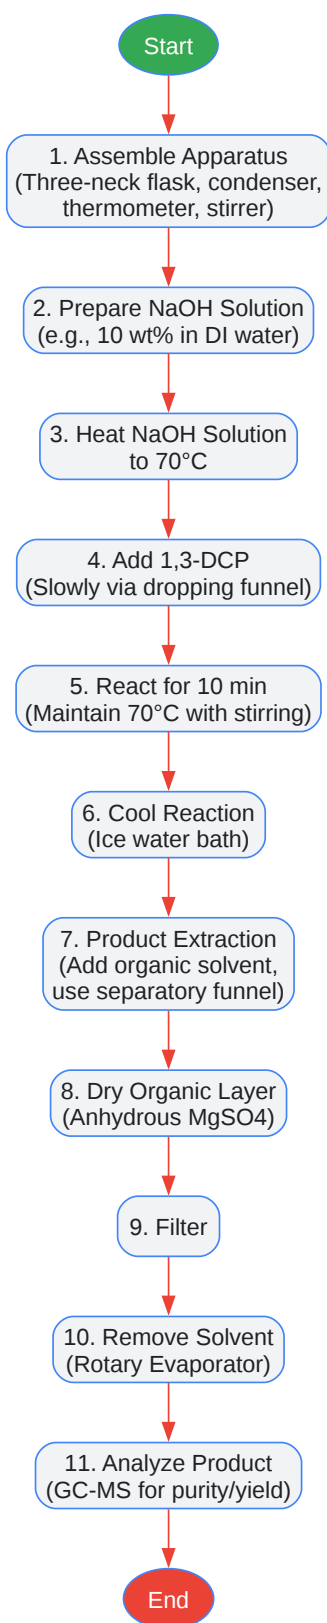 Start
1. Assemble Apparatus
(Three-neck flask, condenser,
thermometer, stirrer)
2. Prepare NaOH Solution
(e.g., 10 wt% in DI water)
3. Heat NaOH Solution
to 70°C
4. Add 1,3-DCP
(Slowly via dropping funnel)
5. React for 10 min
(Maintain 70°C with stirring)
6. Cool Reaction
(Ice water bath)
7. Product Extraction
(Add organic solvent,
use separatory funnel)
8. Dry Organic Layer
(Anhydrous MgSO4)
9. Filter
10. Remove Solvent
(Rotary Evaporator)
11. Analyze Product
(GC-MS for purity/yield)
End